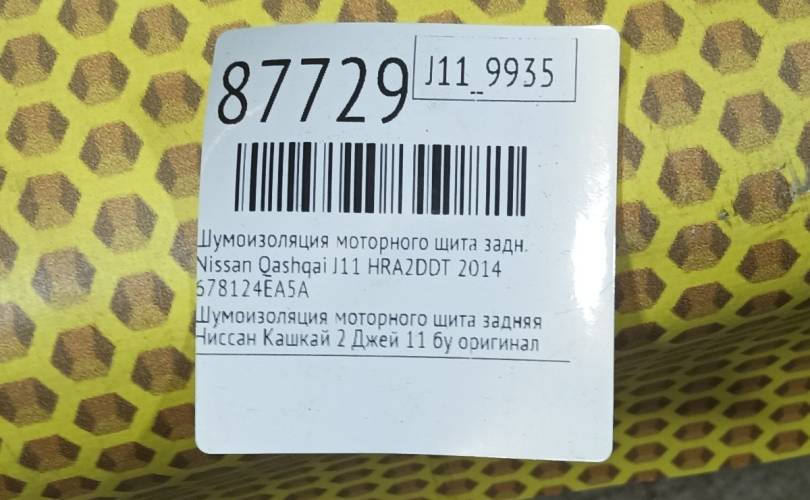 87729
J11_9935
Шумоизоляция моторного щита задн.
Nissan Qashqai J11 HRA2DDT 2014
678124EA5A
Шумоизоляция моторного щита задняя
Ниссан Кашкай 2 Джей 11 бу оригинал